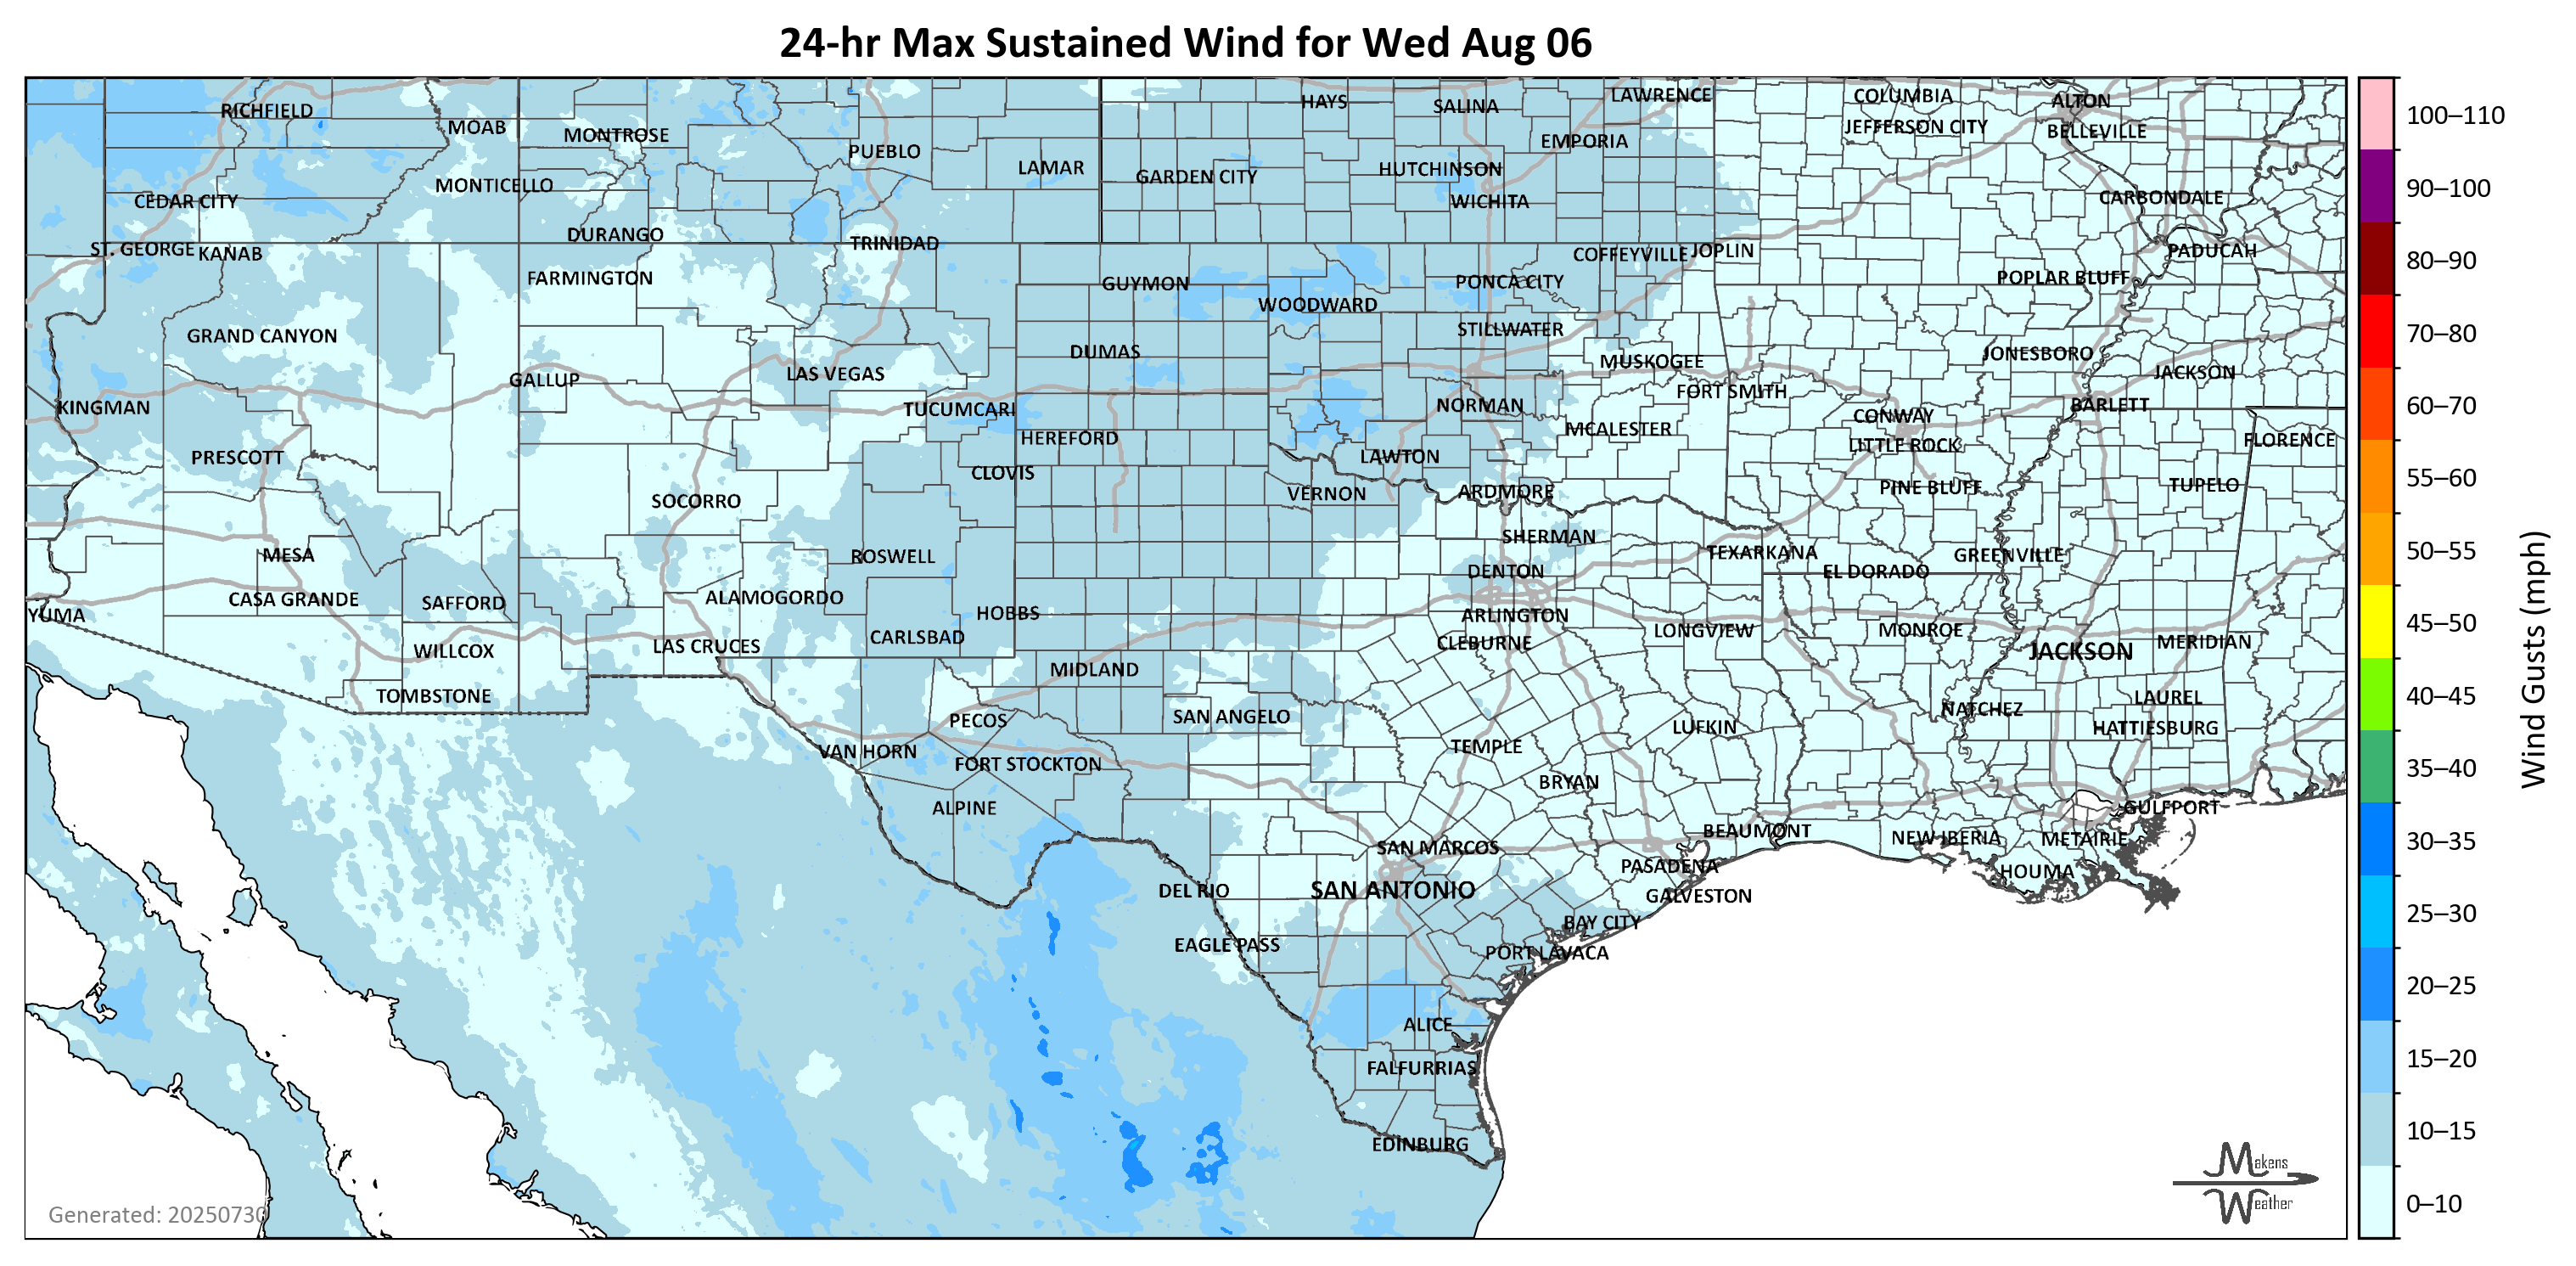 24-hr Max Sustained Wind for Wed Aug 06
RICHFIELD
MOAB
MONTROSE
PUEBLO
LAMAR
HAYS
SALINA
LAWRENCE
COLUMBIA
ALTON
JEFFERSON CITY
BELLEVILLE
EMPORIA
HUTCHINSON
GARDEN CITY
MONTICELLO
CEDAR CITY
WICHITA
CARBONDALE
DURANGO
TRINIDAD
ST. GEORGE
KANAB
COFFEYVILLE
JOPLIN
PADUCAH
FARMINGTON
GUYMON
PONCA CITY
POPLAR BLUFF
WOODWARD
GRAND CANYON
STILLWATER
DUMAS
MUSKOGEE
JONESBORO
GALLUP
LAS VEGAS
JACKSON
FORT SMITH
KINGMAN
TUCUMCARI
NORMAN
CONWAY
BARLETT
HEREFORD
MCALESTER
LITTLE ROCK
FLORENCE
PRESCOTT
LAWTON
CLOVIS
SOCORRO
VERNON
ARDMORE
PINE BLUFF
TUPELO
SHERMAN
MESA
ROSWELL
TEXARKANA
GREENVILLE
DENTON
EL DORADO
CASA GRANDE
SAFFORD
ALAMOGORDO
HOBBS
YUMA
ARLINGTON
CARLSBAD
CLEBURNE
LONGVIEW
MONROE
WILLCOX
LAS CRUCES
JACKSON
MERIDIAN
MIDLAND
TOMBSTONE
PECOS
SAN ANGELO
LUFKIN
NATCHEZ
LAUREL
HATTIESBURG
VAN HORN
FORT STOCKTON
TEMPLE
BRYAN
ALPINE
GULFPORT
SAN MARCOS
BEAUMONT
NEW IBERIA
METAIRIE
PASADENA
HOUMA
DEL RIO
SAN ANTONIO
GALVESTON
BAY CITY
EAGLE PASS
PORT LAVACA
ALICE
FALFURRIAS
EDINBURG
Generated: 20250730
Makens
Weather
100–110
90–100
80–90
70–80
60–70
55–60
50–55
45–50
40–45
35–40
30–35
25–30
20–25
15–20
10–15
0–10
Wind Gusts (mph)